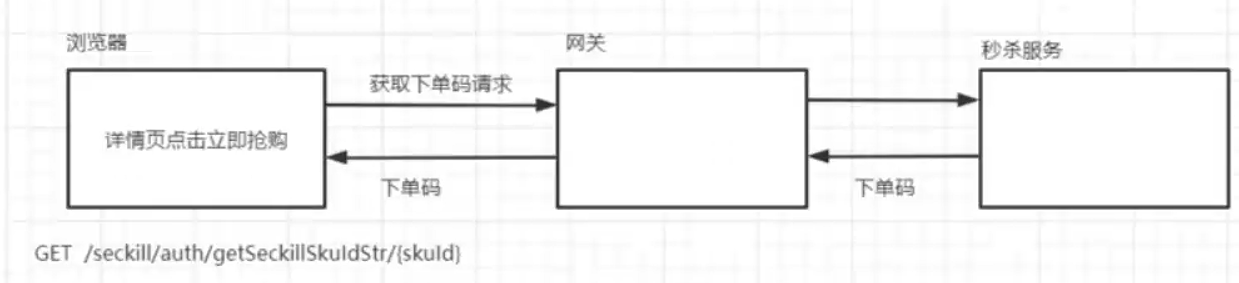 浏览器
网关
秒杀服务
获取下单码请求
详情页点击立即抢购
下单码
下单码
GET /seckill/auth/getSeckillSkuIdStr/{skuId}